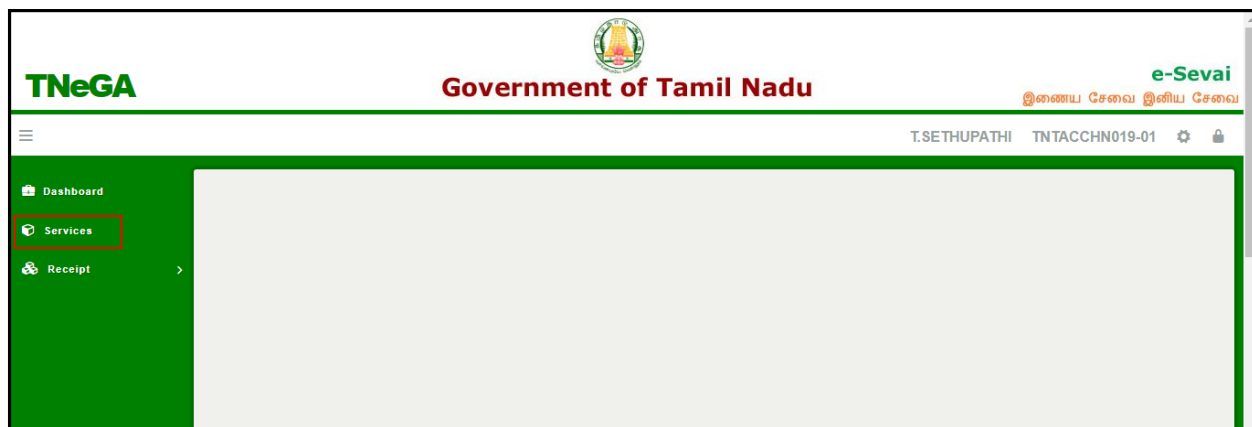 TNeGA
Government of Tamil Nadu
e-Sevai
இணைய சேவை இனிய சேவை
T.SETHUPATHI TNTACCHN019-01
Dashboard
Services
Receipt